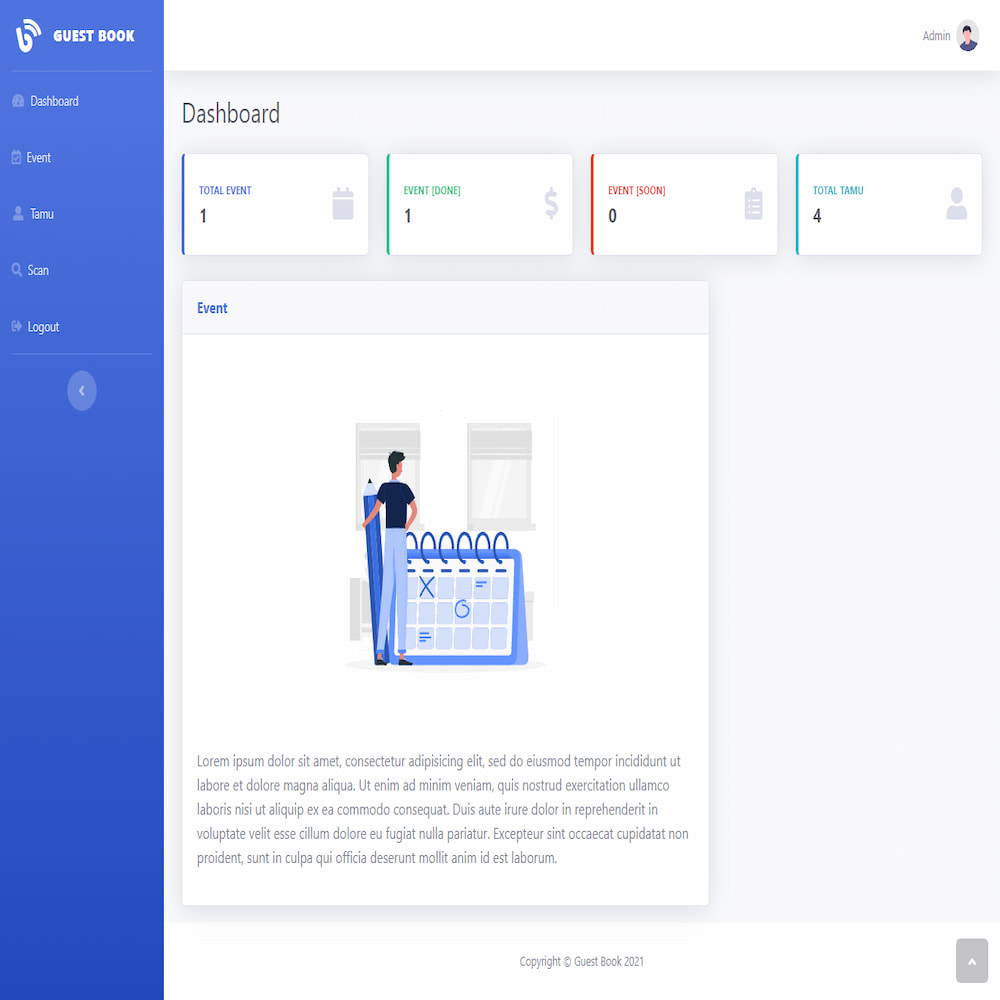 GUEST BOOK
Admin
Dashboard
Event
Tamu
Scan
Logout
Dashboard
TOTAL EVENT
1
EVENT [DONE]
1
EVENT [SOON]
0
TOTAL TAMU
4
Event
Lorem ipsum dolor sit amet, consectetur adipisicing elit, sed do eiusmod tempor incididunt ut
labore et dolore magna aliqua. Ut enim ad minim veniam, quis nostrud exercitation ullamco
laboris nisi ut aliquip ex ea commodo consequat. Duis aute irure dolor in reprehenderit in
voluptate velit esse cillum dolore eu fugiat nulla pariatur. Excepteur sint occaecat cupidatat non
proident, sunt in culpa qui officia deserunt mollit anim id est laborum.
Copyright © Guest Book 2021